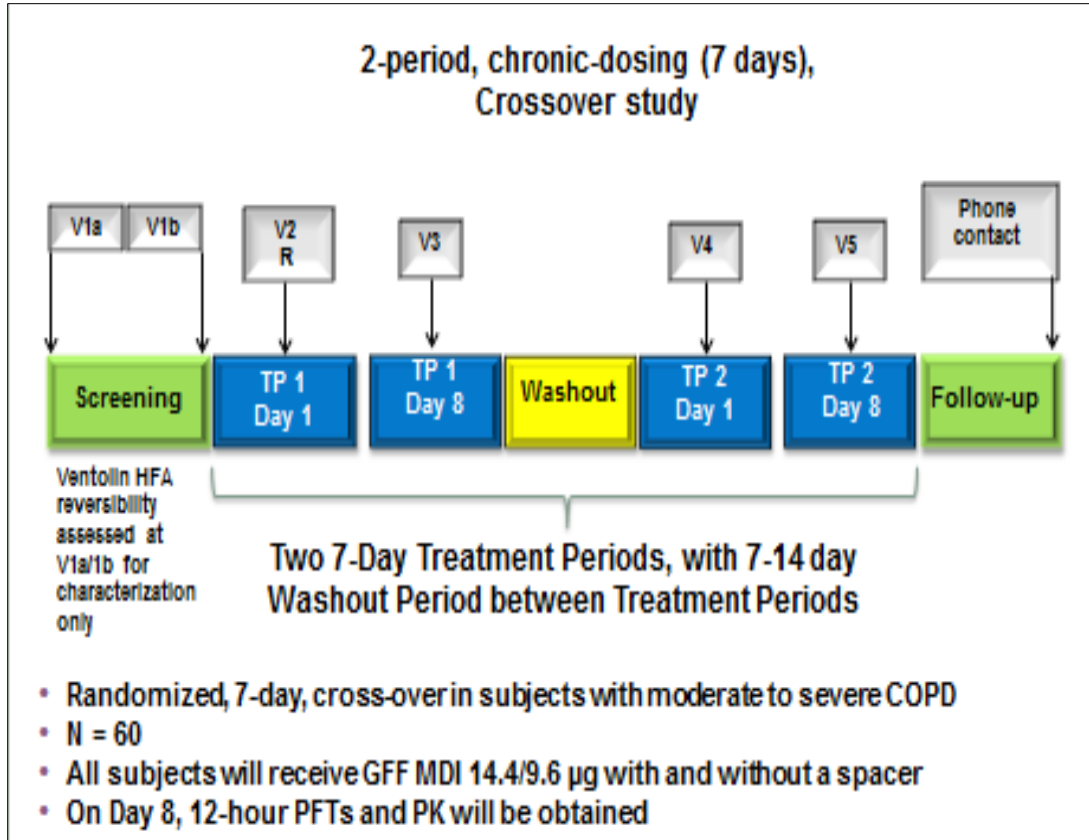 2-period, chronic-dosing (7 days),
Crossover study
V1a
V1b
V2
R
V3
V4
V5
Phone
contact
Screening
TP 1
Day 1
TP 1
Day 8
Washout
TP 2
Day 1
TP 2
Day 8
Follow-up
Ventolin HFA
reversibility
assessed at
V1a/1b for
characterization
only
Two 7-Day Treatment Periods, with 7-14 day
Washout Period between Treatment Periods
• Randomized, 7-day, cross-over in subjects with moderate to severe COPD
• N = 60
• All subjects will receive GFF MDI 14.4/9.6 µg with and without a spacer
• On Day 8, 12-hour PFTs and PK will be obtained